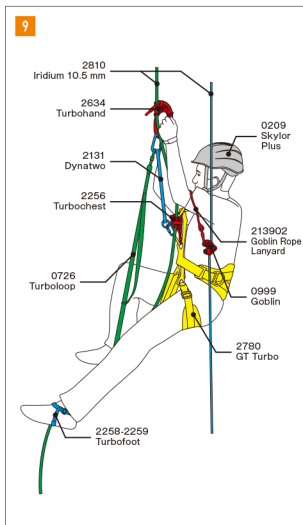 9
2810
Iridium 10.5 mm
2634
Turbohand
0209
Skylor
Plus
2131
Dynatwo
2256
Turbochest
213902
Goblin Rope
Lanyard
0726
Turboloop
0999
Goblin
2780
GT Turbo
2258-2259
Turbofoot